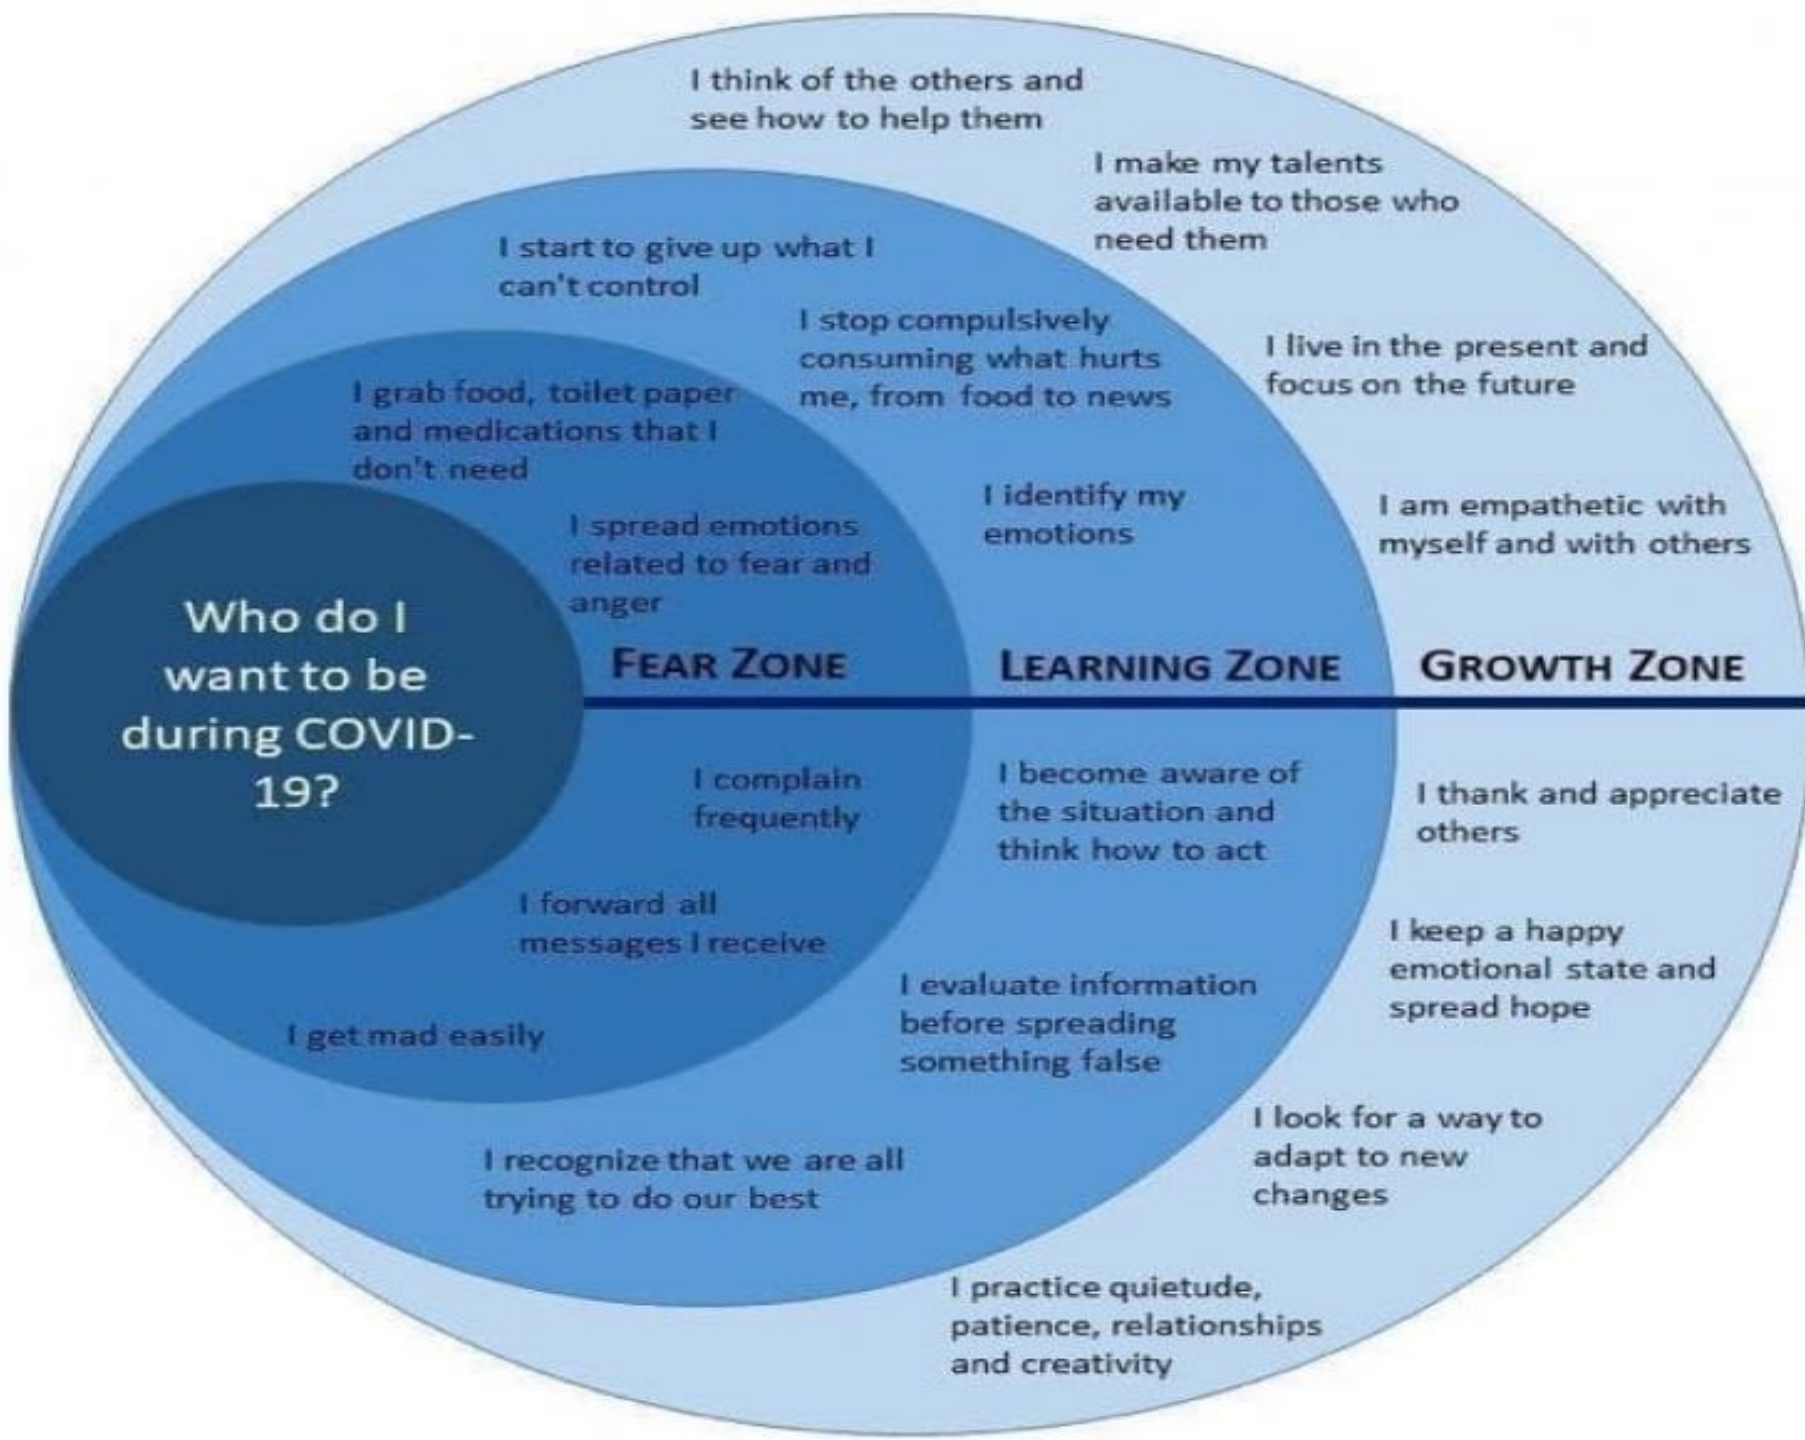 I think of the others and
see how to help them
I make my talents
available to those who
need them
I start to give up what I
can't control
I stop compulsively
consuming what hurts
me, from food to news
I live in the present and
focus on the future
I grab food, toilet paper
and medications that I
don't need
I identify my
emotions
I am empathetic with
myself and with others
I spread emotions
related to fear and
anger
Who do I
want to be
during COVID-
19?
FEAR ZONE
LEARNING ZONE
GROWTH ZONE
I complain
frequently
I become aware of
the situation and
think how to act
I thank and appreciate
others
I forward all
messages I receive
I keep a happy
emotional state and
spread hope
I evaluate information
before spreading
something false
I get mad easily
I look for a way to
adapt to new
changes
I recognize that we are all
trying to do our best
I practice quietude,
patience, relationships
and creativity